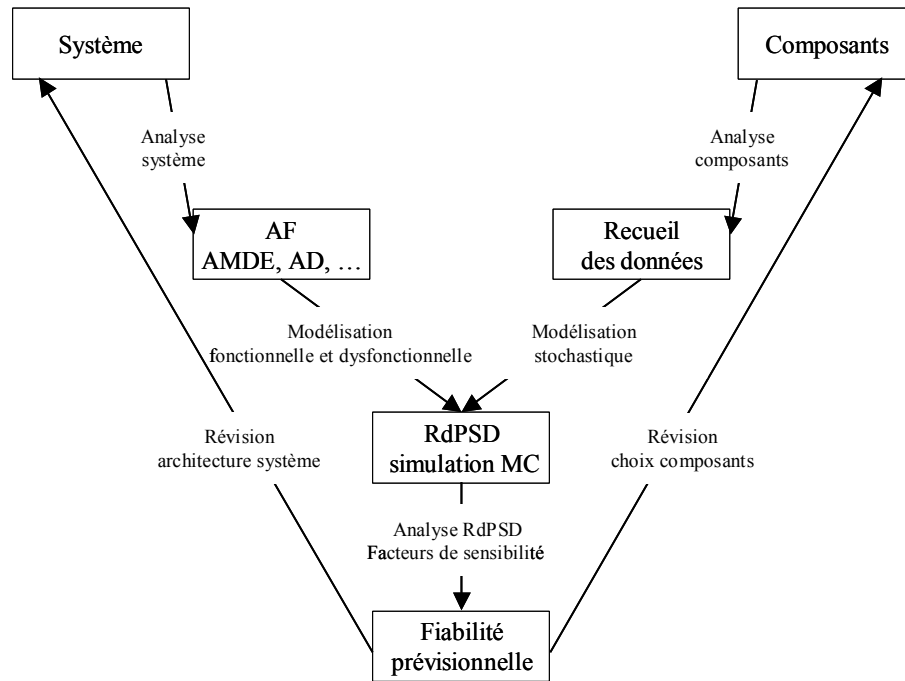 Système
Composants
Analyse
système
Analyse
composants
AF
AMDE, AD, …
Recueil
des données
Modélisation
fonctionnelle et dysfonctionnelle
Modélisation
stochastique
RdPSD
simulation MC
Révision
architecture système
Révision
choix composants
Analyse RdPSD
Facteurs de sensibilité
Fiabilité
prévisionnelle